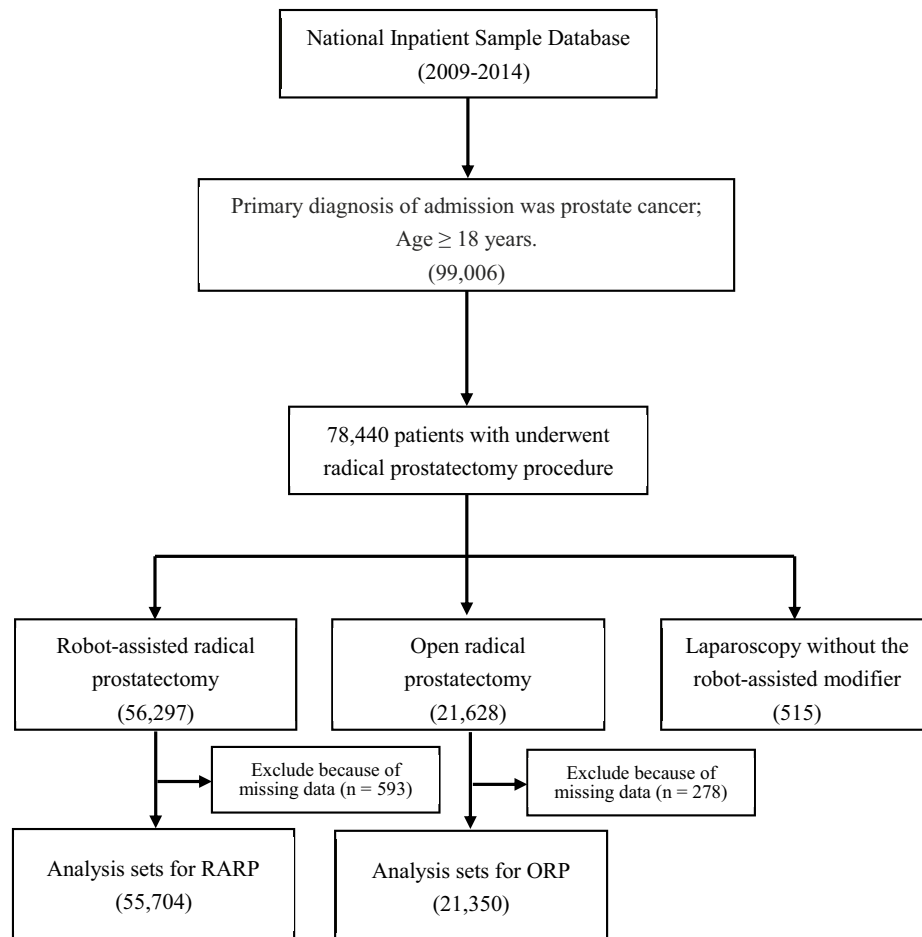 National Inpatient Sample Database
(2009-2014)
Primary diagnosis of admission was prostate cancer;
Age ≥ 18 years.
(99,006)
78,440 patients with underwent
radical prostatectomy procedure
Robot-assisted radical
prostatectomy
(56,297)
Open radical
prostatectomy
(21,628)
Laparoscopy without the
robot-assisted modifier
(515)
Exclude because of
missing data (n = 593)
Exclude because of
missing data (n = 278)
Analysis sets for RARP
(55,704)
Analysis sets for ORP
(21,350)